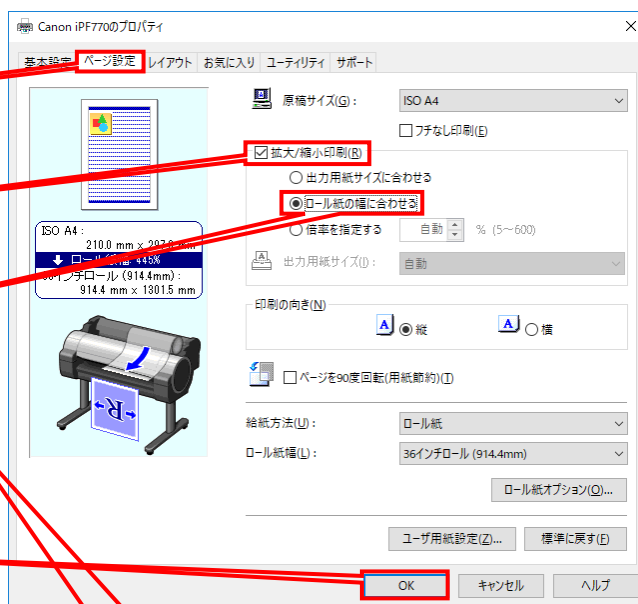 Canon iPF770のプロパティ
基本設定 ページ設定 レイアウト お気に入り ユーティリティ サポート
原稿サイズ(G)： ISO A4
フチなし印刷(E)
拡大/縮小印刷(R)
出力用紙サイズに合わせる
ロール紙の幅に合わせる
倍率を指定する 自動 % (5～600)
出力用紙サイズ(I)： 自動
ISO A4 :
210.0 mm x 297.0 mm
445%
36インチロール (914.4mm) :
914.4 mm x 1301.5 mm
印刷の向き(N)
A 縦 A 横
ページを90度回転(用紙節約)(T)
R
給紙方法(U)： ロール紙
ロール紙幅(L)： 36インチロール (914.4mm)
ロール紙オプション(O)...
ユーザ用紙設定(Z)... 標準に戻す(F)
OK キャンセル ヘルプ